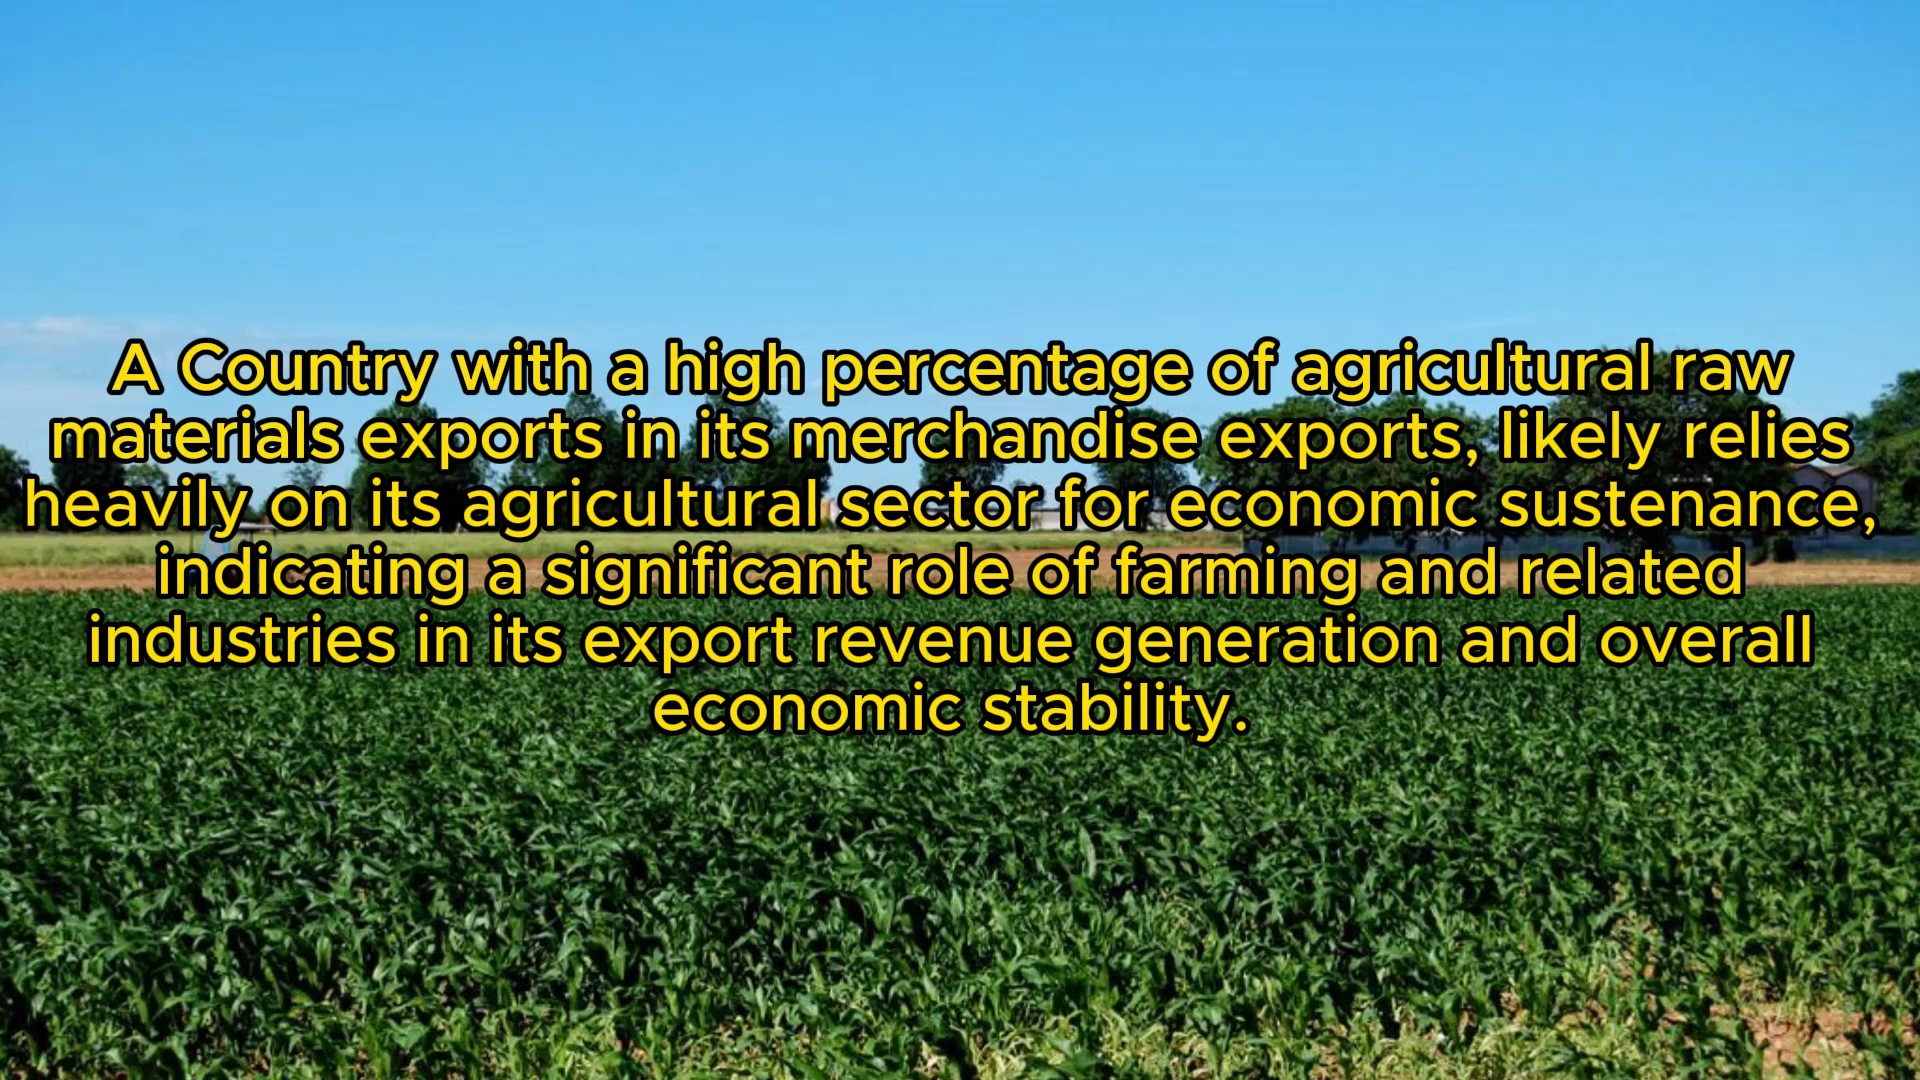 A Country with a high percentage of agricultural raw
materials exports in its merchandise exports, likely relies
heavily on its agricultural sector for economic sustenance,
indicating a significant role of farming and related
industries in its export revenue generation and overall
economic stability.